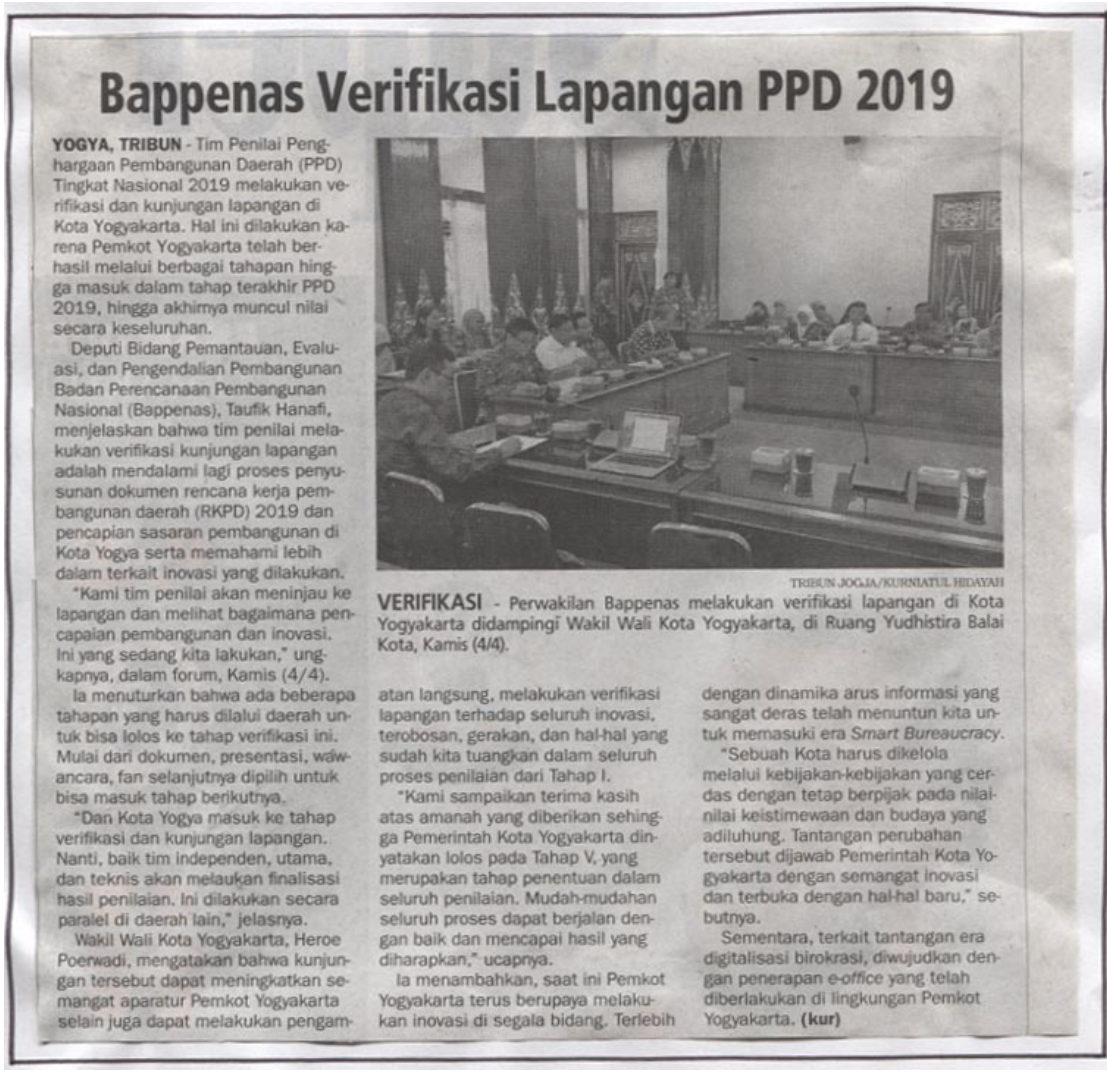 Bappenas Verifikasi Lapangan PPD 2019
YOGYA, TRIBUN - Tim Penilai Peng-
hargaan Pembangunan Daerah (PPD)
Tingkat Nasional 2019 melakukan ve-
rifikasi dan kunjungan lapangan di
Kota Yogyakarta. Hal ini dilakukan ka-
rena Pemkot Yogyakarta telah ber-
hasil melalui berbagai tahapan hing-
ga masuk dalam tahap terakhir PPD
2019, hingga akhirnya muncul nilai
secara keseluruhan.
Deputi Bidang Pemantauan, Evalu-
asi, dan Pengendalian Pembangunan
Badan Perencanaan Pembangunan
Nasional (Bappenas), Taufik Hanafi,
menjelaskan bahwa tim penilai mela-
kukan verifikasi kunjungan lapangan
adalah mendalami lagi proses penyu-
sunan dokumen rencana kerja pem-
bangunan daerah (RKPD) 2019 dan
pencapian sasaran pembangunan di
Kota Yogya serta memahami lebih
dalam terkait inovasi yang dilakukan.
"Kami tim penilai akan meninjau ke
lapangan dan melihat bagaimana pen-
capaian pembangunan dan inovasi.
Ini yang sedang kita lakukan," ung-
kapnya, dalam forum, Kamis (4/4).
Ia menuturkan bahwa ada beberapa
tahapan yang harus dilalui daerah un-
tuk bisa lolos ke tahap verifikasi ini.
Mulai dari dokumen, presentasi, waw-
ancara, fan selanjutnya dipilih untuk
bisa masuk tahap berikutnya.
"Dan Kota Yogya masuk ke tahap
verifikasi dan kunjungan lapangan.
Nanti, baik tim independen, utama,
dan teknis akan melaukan finalisasi
hasil penilaian. Ini dilakukan secara
paralel di daerah lain," jelasnya.
Wakil Wali Kota Yogyakarta, Heroe
Poerwadi, mengatakan bahwa kunjun-
gan tersebut dapat meningkatkan se-
mangat aparatur Pemkot Yogyakarta
selain juga dapat melakukan pengam-
TRIBUN JOGJA/KURNIATUL HIDAYAH
VERIFIKASI - Perwakilan Bappenas melakukan verifikasi lapangan di Kota
Yogyakarta didampingi Wakil Wali Kota Yogyakarta, di Ruang Yudhistira Balai
Kota, Kamis (4/4).
atan langsung, melakukan verifikasi
lapangan terhadap seluruh inovasi,
terobosan, gerakan, dan hal-hal yang
sudah kita tuangkan dalam seluruh
proses penilaian dari Tahap I.
"Kami sampaikan terima kasih
atas amanah yang diberikan sehing-
ga Pemerintah Kota Yogyakarta din-
yatakan lolos pada Tahap V, yang
merupakan tahap penentuan dalam
seluruh penilaian. Mudah-mudahan
seluruh proses dapat berjalan den-
gan baik dan mencapai hasil yang
diharapkan," ucapnya.
Ia menambahkan, saat ini Pemkot
Yogyakarta terus berupaya melaku-
kan inovasi di segala bidang. Terlebih
dengan dinamika arus informasi yang
sangat deras telah menuntun kita un-
tuk memasuki era Smart Bureaucracy.
"Sebuah Kota harus dikelola
melalui kebijakan-kebijakan yang cer-
das dengan tetap berpijak pada nilai-
nilai keistimewaan dan budaya yang
adiluhung. Tantangan perubahan
tersebut dijawab Pemerintah Kota Yo-
gyakarta dengan semangat inovasi
dan terbuka dengan hal-hal baru," se-
butnya.
Sementara, terkait tantangan era
digitalisasi birokrasi, diwujudkan den-
gan penerapan e-office yang telah
diberlakukan di lingkungan Pemkot
Yogyakarta. (kur)